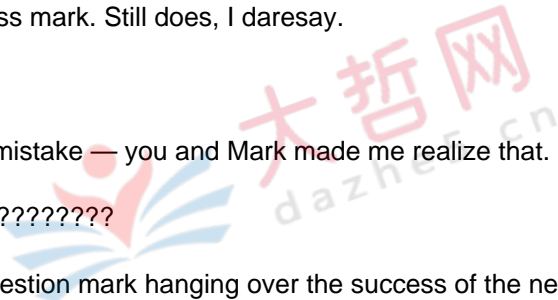 ss mark. Still does, I daresay.
大哲网
dazhe5.cn
mistake — you and Mark made me realize that.
?????????
estion mark hanging over the success of the ne